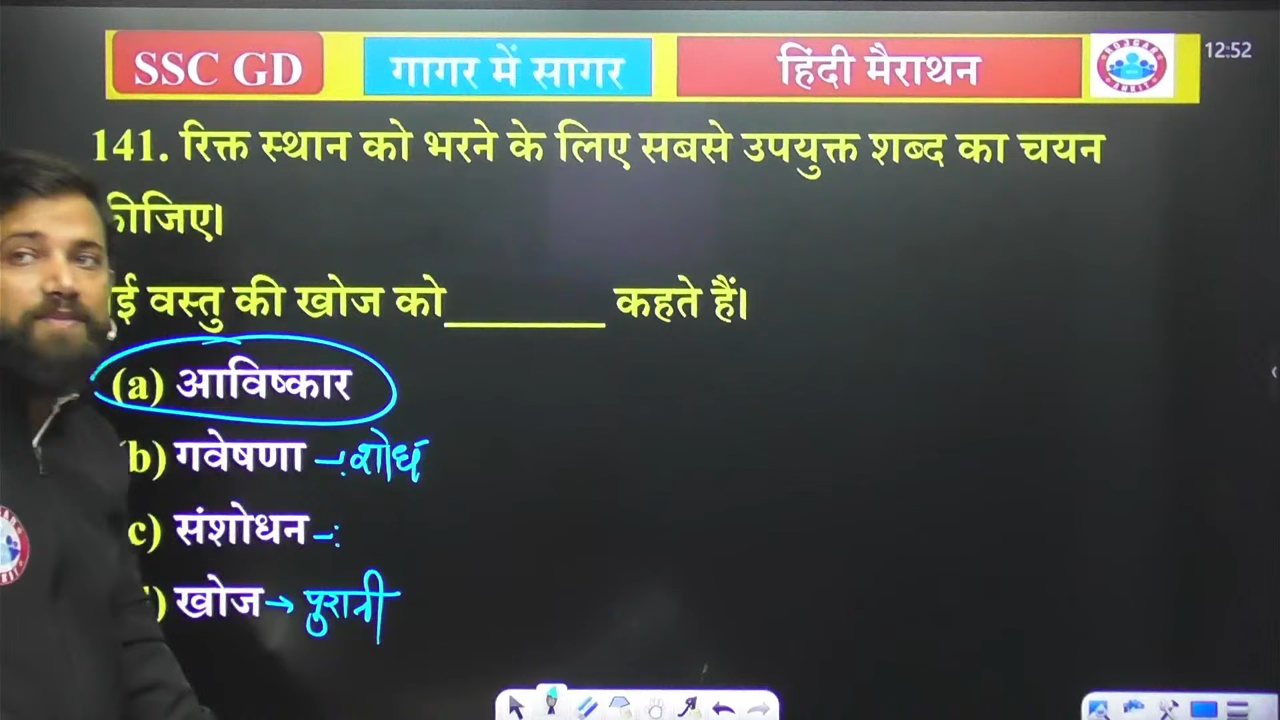 SSC GD गागर में सागर हिंदी मैराथन 12:52
141. रिक्त स्थान को भरने के लिए सबसे उपयुक्त शब्द का चयन
कीजिए।
ई वस्तु की खोज को______ कहते हैं।
(a) आविष्कार
b) गवेषणा -: शोध
c) संशोधन -:
) खोज → पुरानी